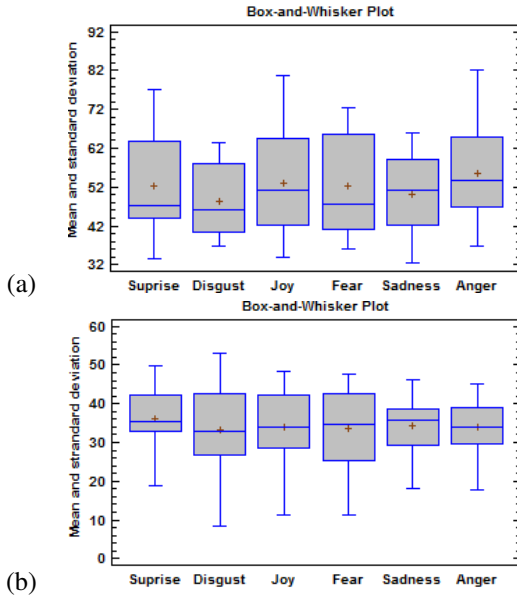 Box-and-Whisker Plot
Mean and standard deviation
92
82
72
62
52
42
32
Suprise Disgust Joy Fear Sadness Anger
(a)
Box-and-Whisker Plot
Mean and strandard deviation
60
50
40
30
20
10
0
Suprise Disgust Joy Fear Sadness Anger
(b)